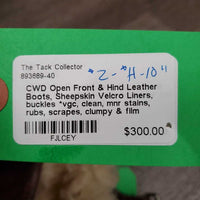 The Tack Collector
893689-40
"Z- "H-10"
CWD Open Front & Hind Leather
Boots, Sheepskin Velcro Liners,
buckles *vgc, clean, mnr stains,
rubs, scrapes, clumpy & film
$300.00
FJLCEY